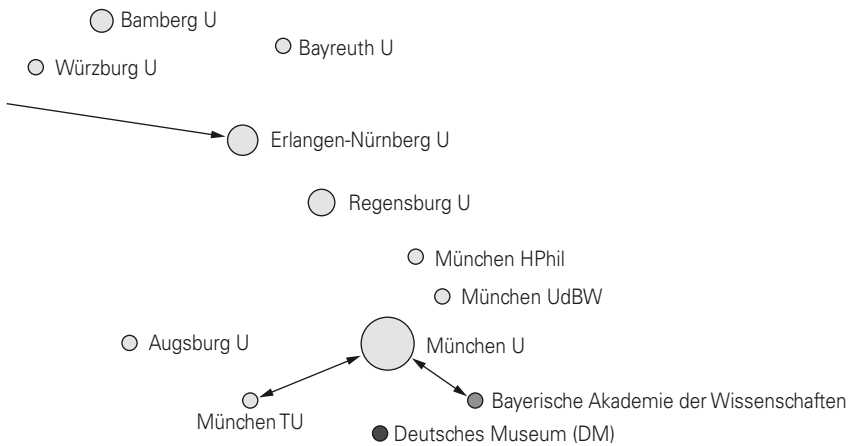 Bamberg U
Bayreuth U
Würzburg U
Erlangen-Nürnberg U
Regensburg U
München HPhil
München UdBW
Augsburg U
München U
Bayerische Akademie der Wissenschaften
München TU
Deutsches Museum (DM)